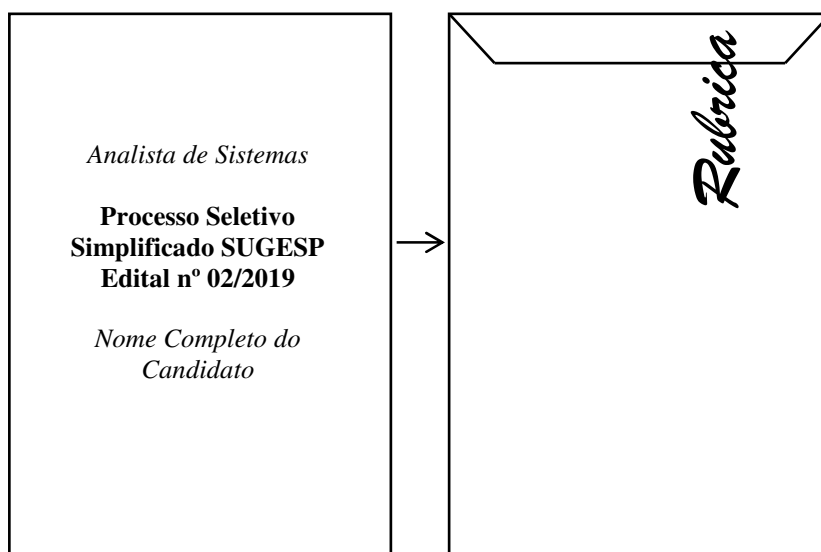 Analista de Sistemas
Processo Seletivo
Simplificado SUGESP
Edital nº 02/2019
Nome Completo do
Candidato
Rubrica